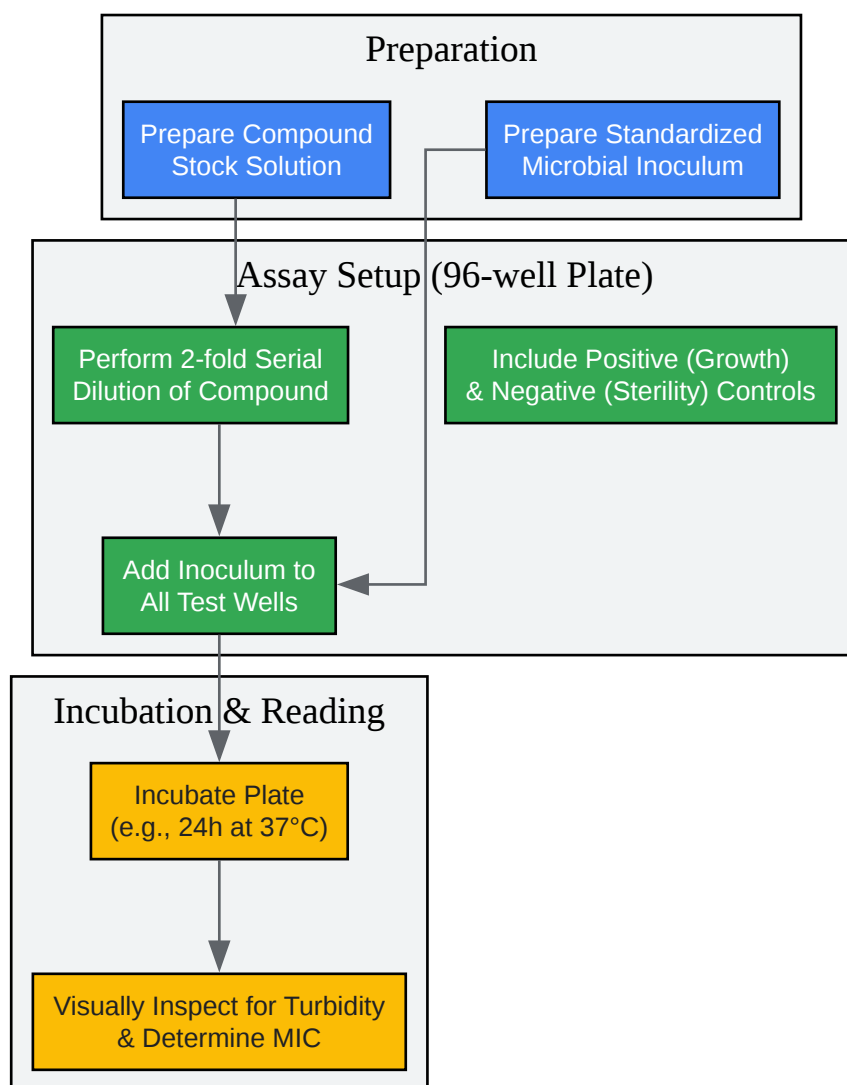 Preparation
Prepare Compound
Stock Solution
Prepare Standardized
Microbial Inoculum
Assay Setup (96-well Plate)
Perform 2-fold Serial
Dilution of Compound
Include Positive (Growth)
& Negative (Sterility) Controls
Add Inoculum to
All Test Wells
Incubation & Reading
Incubate Plate
(e.g., 24h at 37°C)
Visually Inspect for Turbidity
& Determine MIC